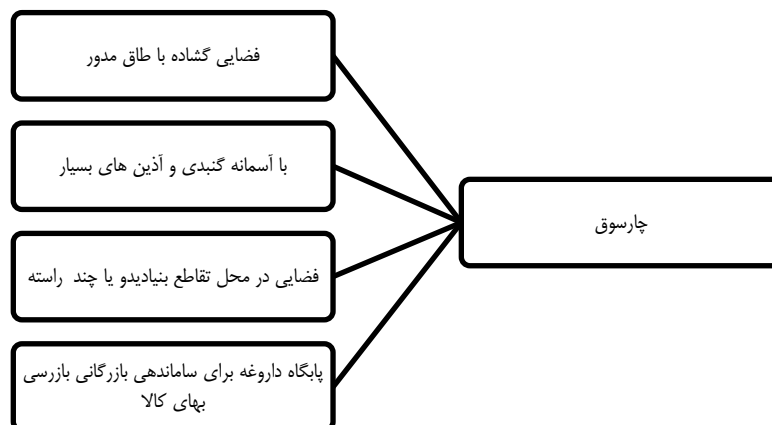 چارسوق
فضایی گشاده با طاق مدور
با آسمانه گنبدی و آذین های بسیار
فضایی در محل تقاطع بنیادیدو یا چند راسته
پابگاه داروغه برای ساماندهی بازرگانی بازرسی
بهای کالا